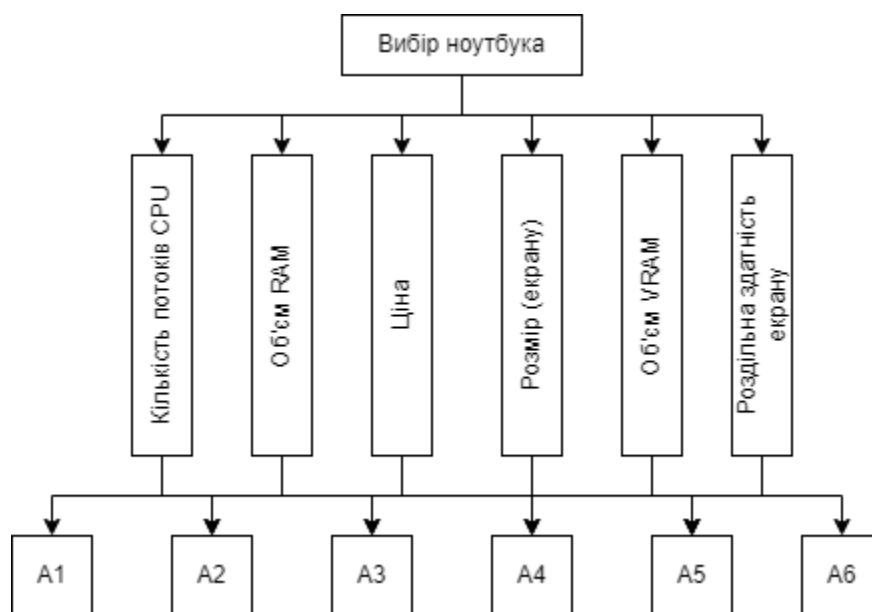 Вибір ноутбука
Кількість потоків CPU
Об'єм RAM
Ціна
Розмір (екрану)
Об'єм VRAM
Роздільна здатність
екрану
A1
A2
A3
A4
A5
A6